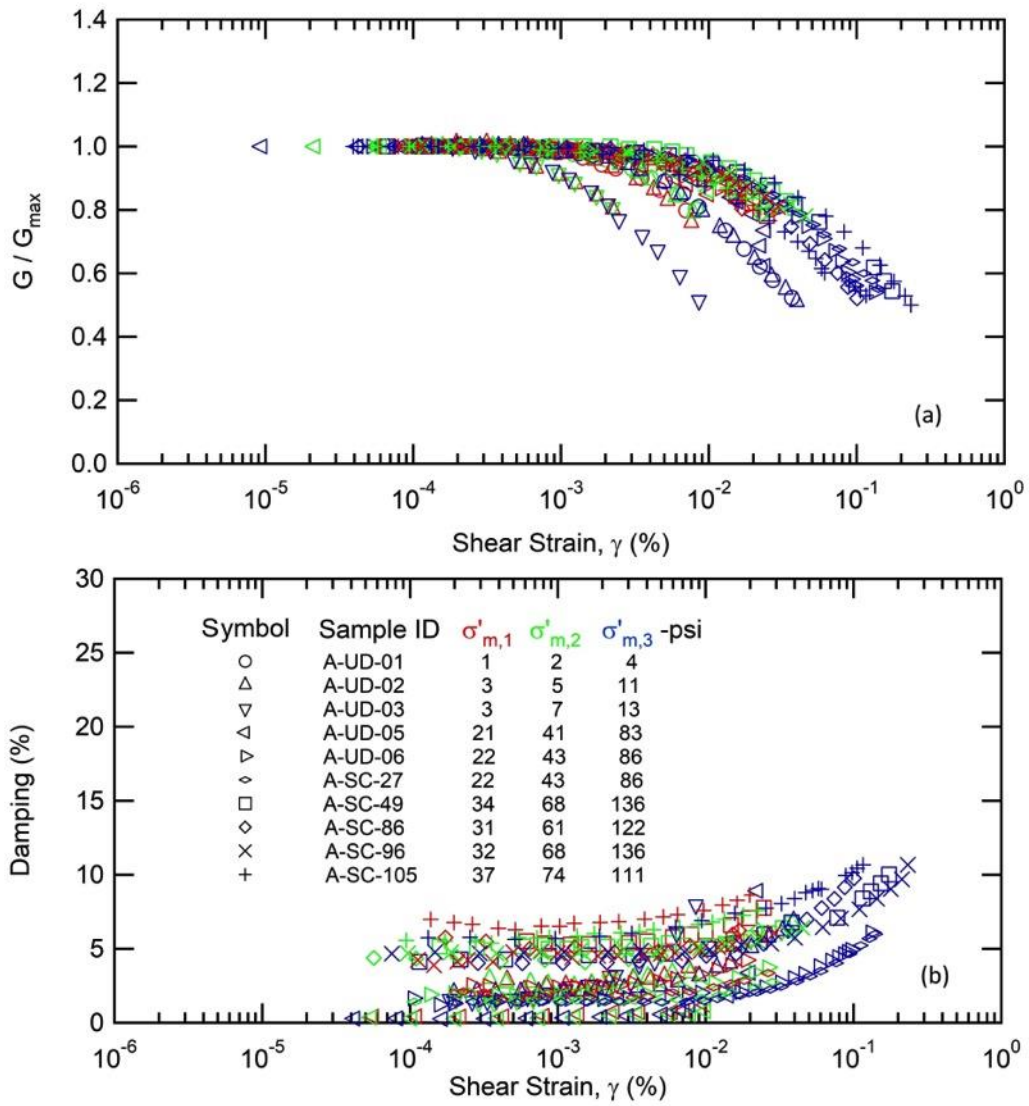 1.4
1.2
1.0
0.8
0.6
0.4
0.2
0.0
G / Gmax
(a)
10-6 10-5 10-4 10-3 10-2 10-1 100
Shear Strain, γ (%)
30
25
20
15
10
5
0
Damping (%)
Symbol Sample ID σ'm,1 σ'm,2 σ'm,3 -psi
A-UD-01 1 2 4
A-UD-02 3 5 11
A-UD-03 3 7 13
A-UD-05 21 41 83
A-UD-06 22 43 86
A-SC-27 22 43 86
A-SC-49 34 68 136
A-SC-86 31 61 122
A-SC-96 32 68 136
A-SC-105 37 74 111
(b)
10-6 10-5 10-4 10-3 10-2 10-1 100
Shear Strain, γ (%)